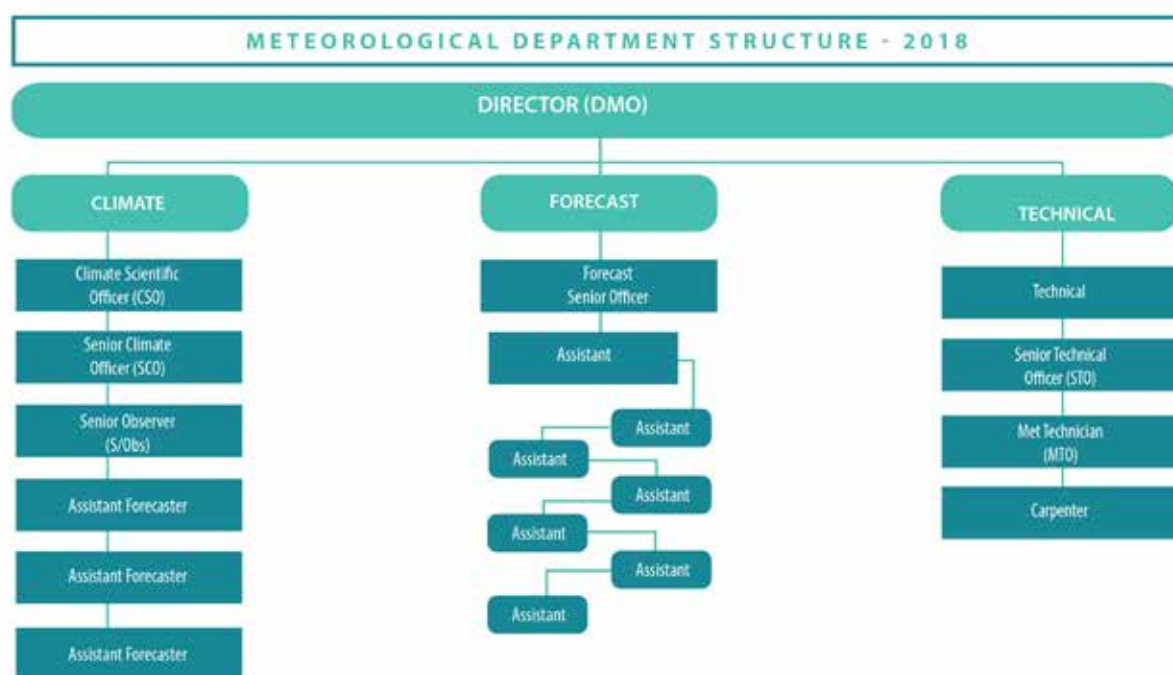 METEOROLOGICAL DEPARTMENT STRUCTURE - 2018
DIRECTOR (DMO)
CLIMATE
Climate Scientific
Officer (CSO)
Senior Climate
Officer (SCO)
Senior Observer
(S/Obs)
Assistant Forecaster
Assistant Forecaster
Assistant Forecaster
FORECAST
Forecast
Senior Officer
Assistant
Assistant
Assistant
Assistant
Assistant
Assistant
Assistant
TECHNICAL
Technical
Senior Technical
Officer (STO)
Met Technician
(MTO)
Carpenter